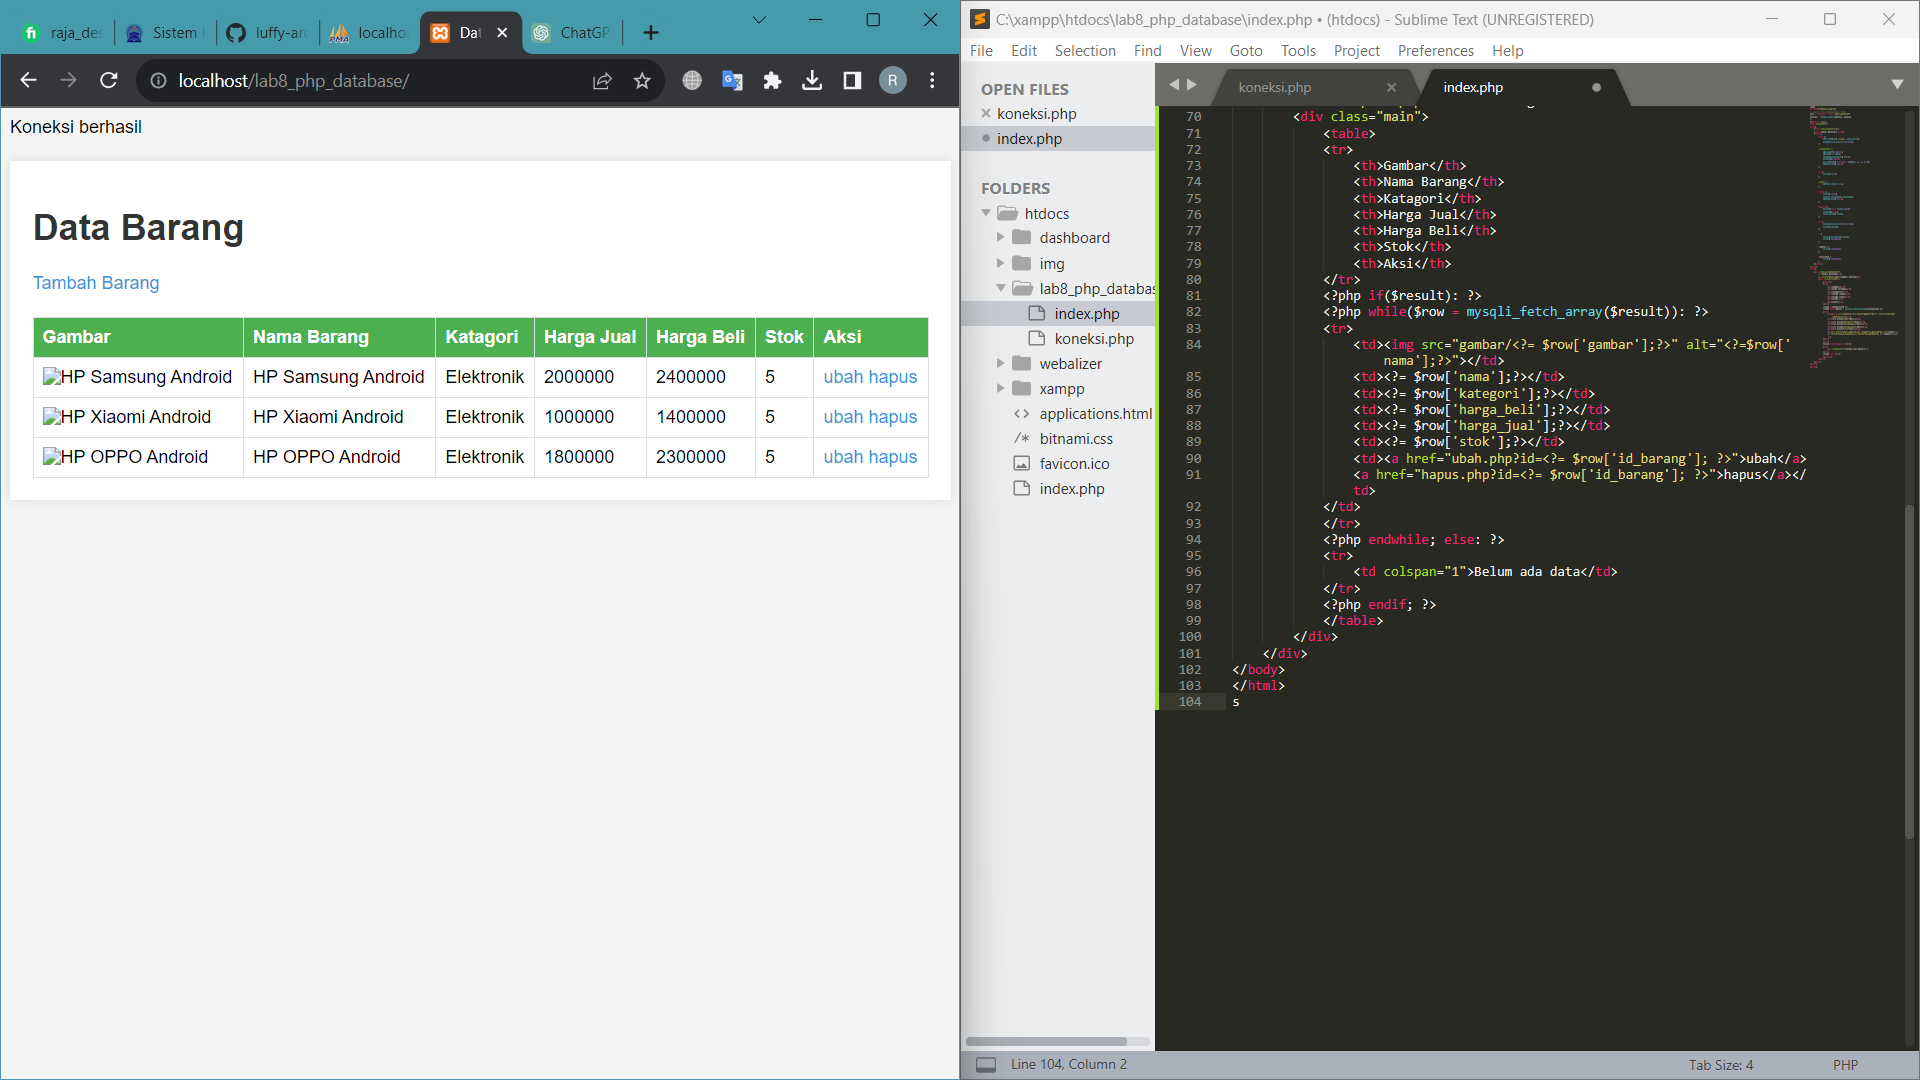 raja_des
Sistem
luffy-arc
localho
Dat
ChatGP
localhost/lab8_php_database/
R
Koneksi berhasil
Data Barang
Tambah Barang
Gambar Nama Barang Katagori Harga Jual Harga Beli Stok Aksi
HP Samsung Android HP Samsung Android Elektronik 2000000 2400000 5 ubah hapus
HP Xiaomi Android HP Xiaomi Android Elektronik 1000000 1400000 5 ubah hapus
HP OPPO Android HP OPPO Android Elektronik 1800000 2300000 5 ubah hapus
C:\xampp\htdocs\lab8_php_database\index.php • (htdocs) - Sublime Text (UNREGISTERED)
File Edit Selection Find View Goto Tools Project Preferences Help
OPEN FILES
koneksi.php
index.php
FOLDERS
htdocs
dashboard
img
lab8_php_databas
index.php
koneksi.php
webalizer
xampp
applications.html
bitnami.css
favicon.ico
index.php
koneksi.php
index.php
70 <div class="main">
71 <table>
72 <tr>
73 <th>Gambar</th>
74 <th>Nama Barang</th>
75 <th>Katagori</th>
76 <th>Harga Jual</th>
77 <th>Harga Beli</th>
78 <th>Stok</th>
79 <th>Aksi</th>
80 </tr>
81 <?php if($result): ?>
82 <?php while($row = mysqli_fetch_array($result)): ?>
83 <tr>
84 <td><img src="gambar/<?= $row['gambar'];?>" alt="<?=$row['
nama'];?>"></td>
85 <td><?= $row['nama'];?></td>
86 <td><?= $row['kategori'];?></td>
87 <td><?= $row['harga_beli'];?></td>
88 <td><?= $row['harga_jual'];?></td>
89 <td><?= $row['stok'];?></td>
90 <td><a href="ubah.php?id=<?= $row['id_barang']; ?>">ubah</a>
91 <a href="hapus.php?id=<?= $row['id_barang']; ?>">hapus</a></
td>
92 </td>
93 </tr>
94 <?php endwhile; else: ?>
95 <tr>
96 <td colspan="1">Belum ada data</td>
97 </tr>
98 <?php endif; ?>
99 </table>
100 </div>
101 </div>
102 </body>
103 </html>
104 s
Line 104, Column 2
Tab Size: 4
PHP